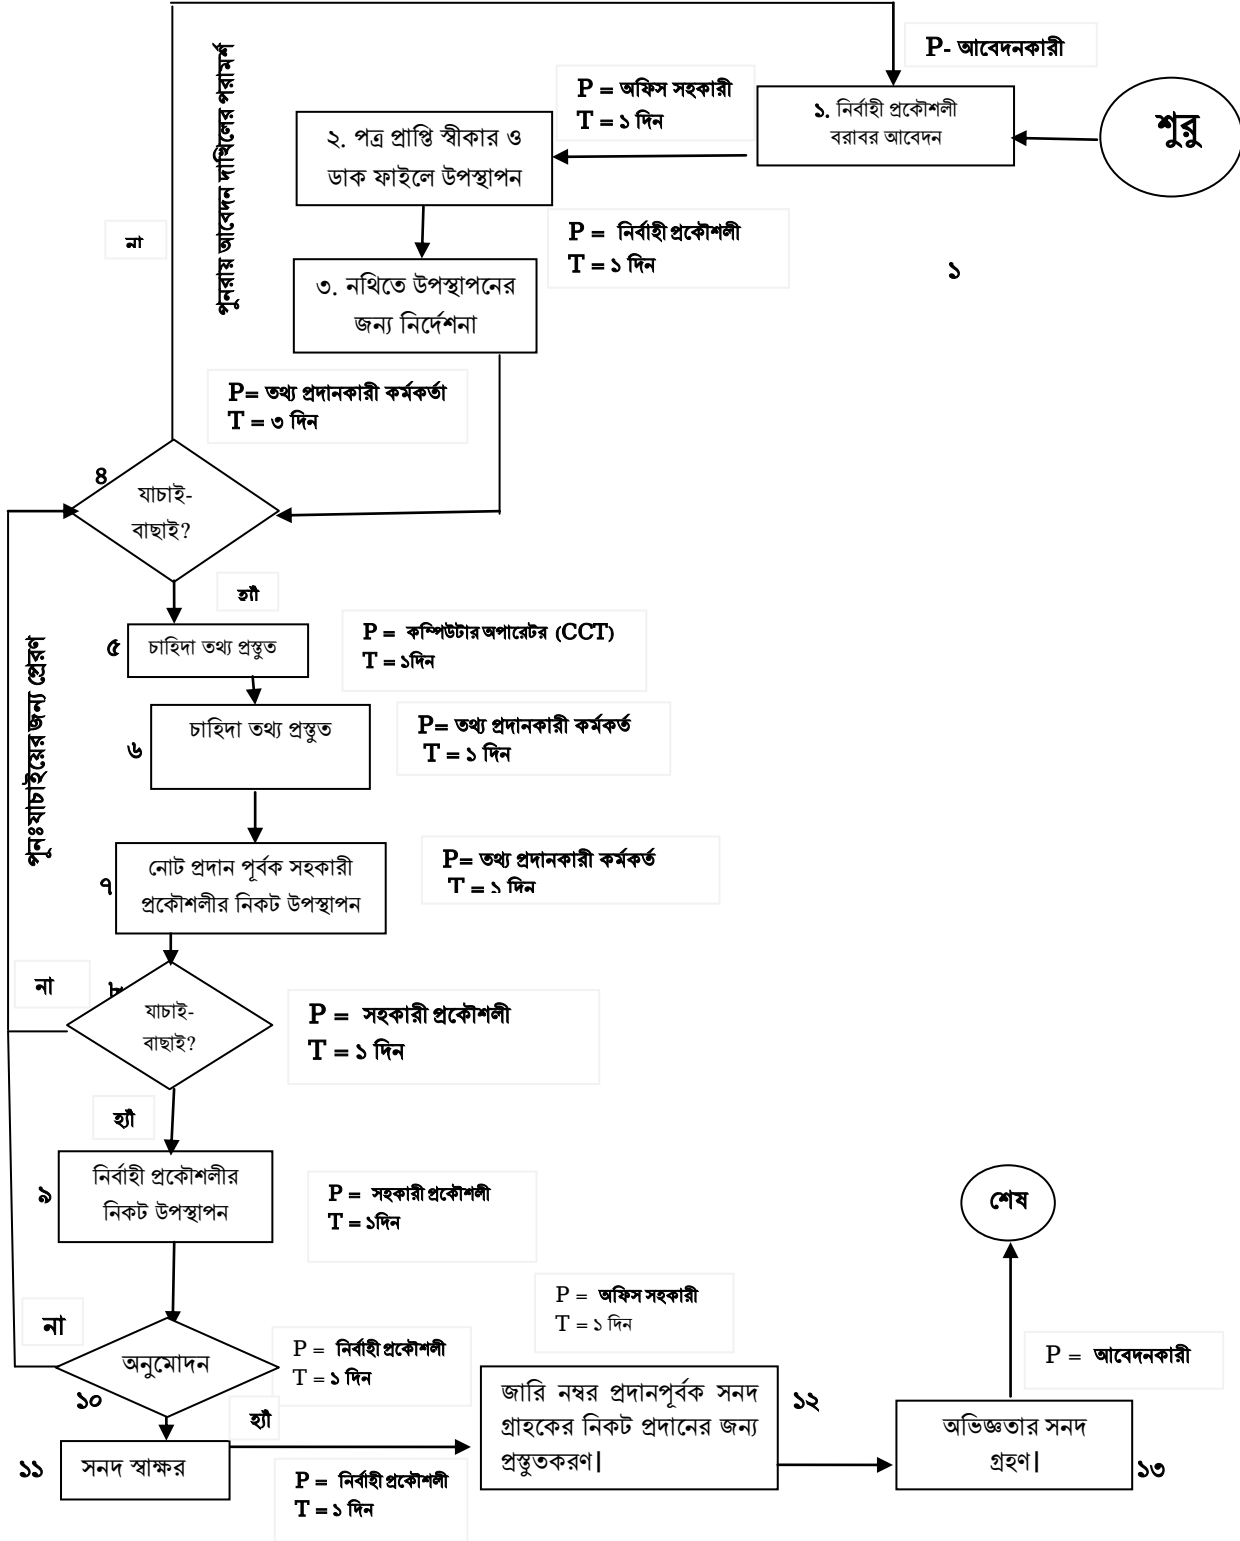 P- আবেদনকারী
শুরু
১. নির্বাহী প্রকৌশলী
বরাবর আবেদন
P = অফিস সহকারী
T = ১ দিন
২. পত্র প্রাপ্তি স্বীকার ও
ডাক ফাইলে উপস্থাপন
পুনরায় আবেদন দাখিলের পরামর্শ
না
P = নির্বাহী প্রকৌশলী
T = ১ দিন
১
৩. নথিতে উপস্থাপনের
জন্য নির্দেশনা
P= তথ্য প্রদানকারী কর্মকর্তা
T = ৩ দিন
৪
যাচাই-
বাছাই?
হ্যাঁ
৫
চাহিদা তথ্য প্রস্তুত
P = কম্পিউটার অপারেটর (CCT)
T = ১দিন
পুনঃযাচাইয়ের জন্য প্রেরণ
৬
চাহিদা তথ্য প্রস্তুত
P= তথ্য প্রদানকারী কর্মকর্ত
T = ১ দিন
৭
নোট প্রদান পূর্বক সহকারী
প্রকৌশলীর নিকট উপস্থাপন
P= তথ্য প্রদানকারী কর্মকর্ত
T = ১ দিন
না
৮
যাচাই-
বাছাই?
P = সহকারী প্রকৌশলী
T = ১ দিন
হ্যাঁ
৯
নির্বাহী প্রকৌশলীর
নিকট উপস্থাপন
P = সহকারী প্রকৌশলী
T = ১দিন
শেষ
না
অনুমোদন
১০
P = নির্বাহী প্রকৌশলী
T = ১ দিন
হ্যাঁ
P = অফিস সহকারী
T = ১ দিন
P = আবেদনকারী
১১
সনদ স্বাক্ষর
P = নির্বাহী প্রকৌশলী
T = ১ দিন
জারি নম্বর প্রদানপূর্বক সনদ
গ্রাহকের নিকট প্রদানের জন্য
প্রস্তুতকরণ|
১২
অভিজ্ঞতার সনদ
গ্রহণ|
১৩